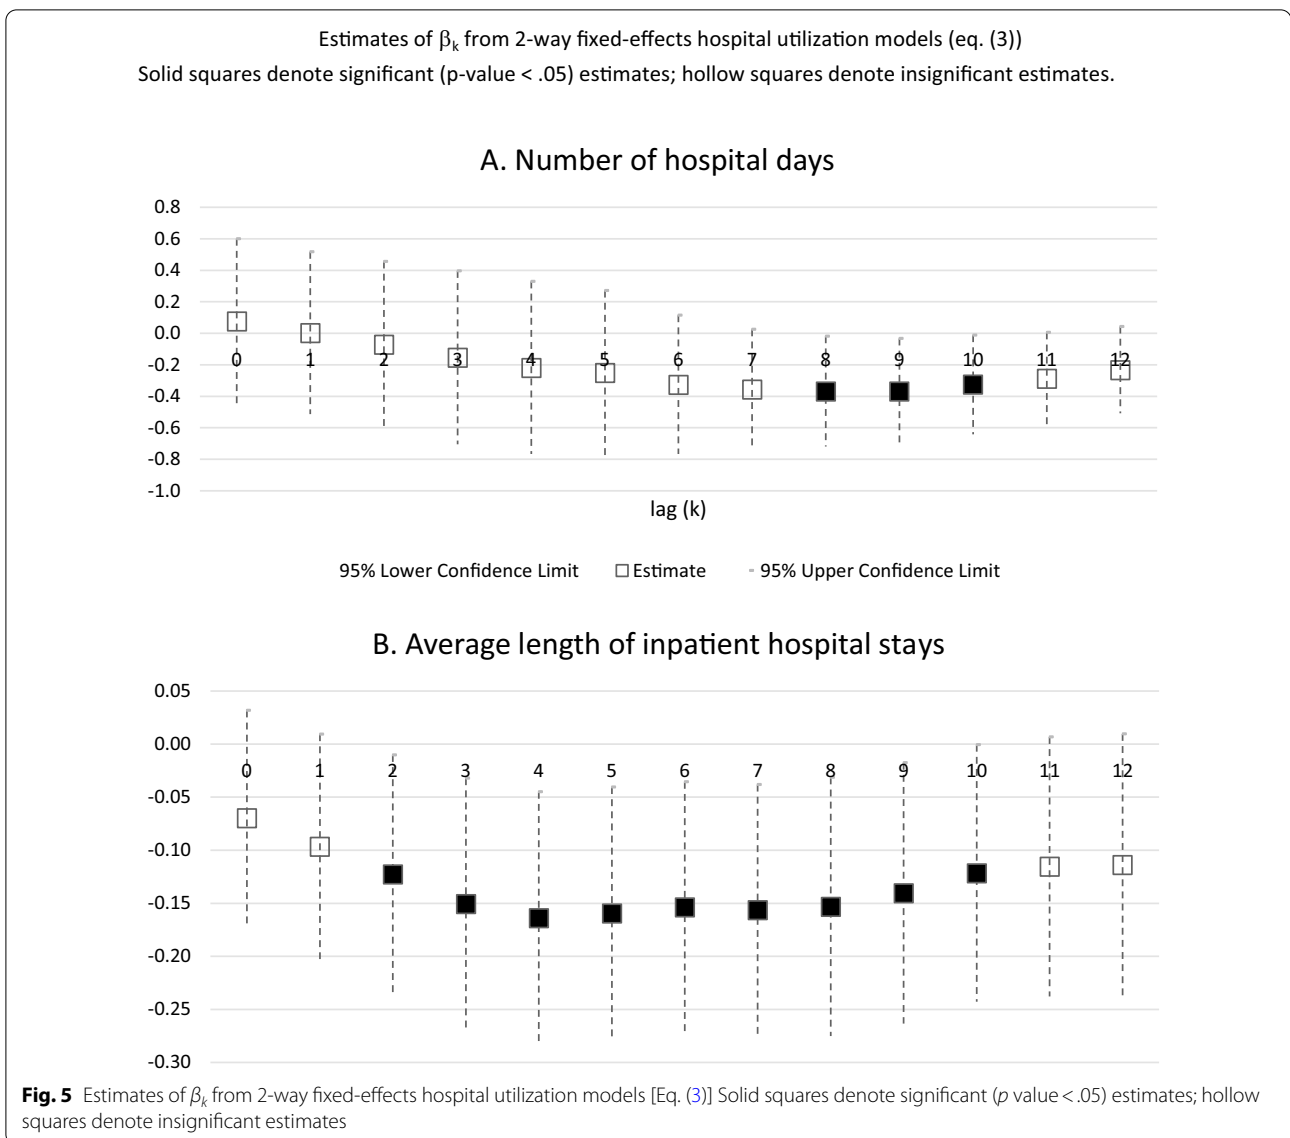 Estimates of βk from 2-way fixed-effects hospital utilization models (eq. (3))
Solid squares denote significant (p-value < .05) estimates; hollow squares denote insignificant estimates.
A. Number of hospital days
0.8
0.6
0.4
0.2
0.0
-0.2
-0.4
-0.6
-0.8
-1.0
0 1 2 3 4 5 6 7 8 9 10 11 12
lag (k)
95% Lower Confidence Limit Estimate 95% Upper Confidence Limit
B. Average length of inpatient hospital stays
0.05
0.00
-0.05
-0.10
-0.15
-0.20
-0.25
-0.30
0 1 2 3 4 5 6 7 8 9 10 11 12
Fig. 5 Estimates of βk from 2-way fixed-effects hospital utilization models [Eq. (3)] Solid squares denote significant (p value < .05) estimates; hollow
squares denote insignificant estimates